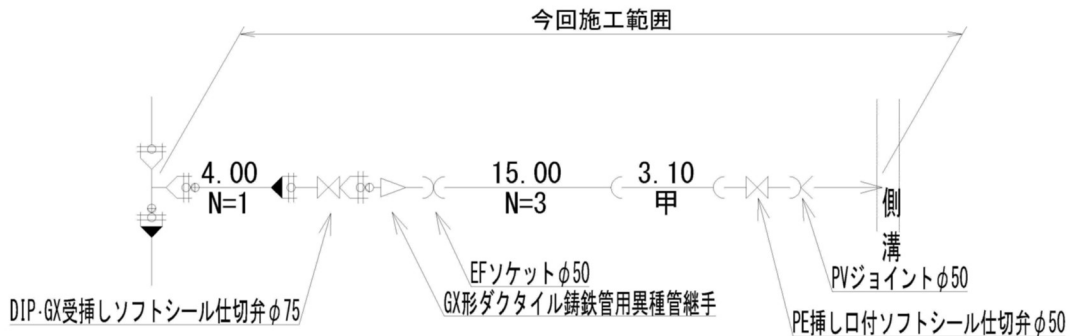 今回施工範囲
4.00
N=1
15.00
N=3
3.10
甲
側
溝
EFソケットφ50
GX形ダクタイル鋳鉄管用異種管継手
DIP·GX受挿しソフトシール仕切弁φ75
PVジョイントφ50
PE挿し口付ソフトシール仕切弁φ50